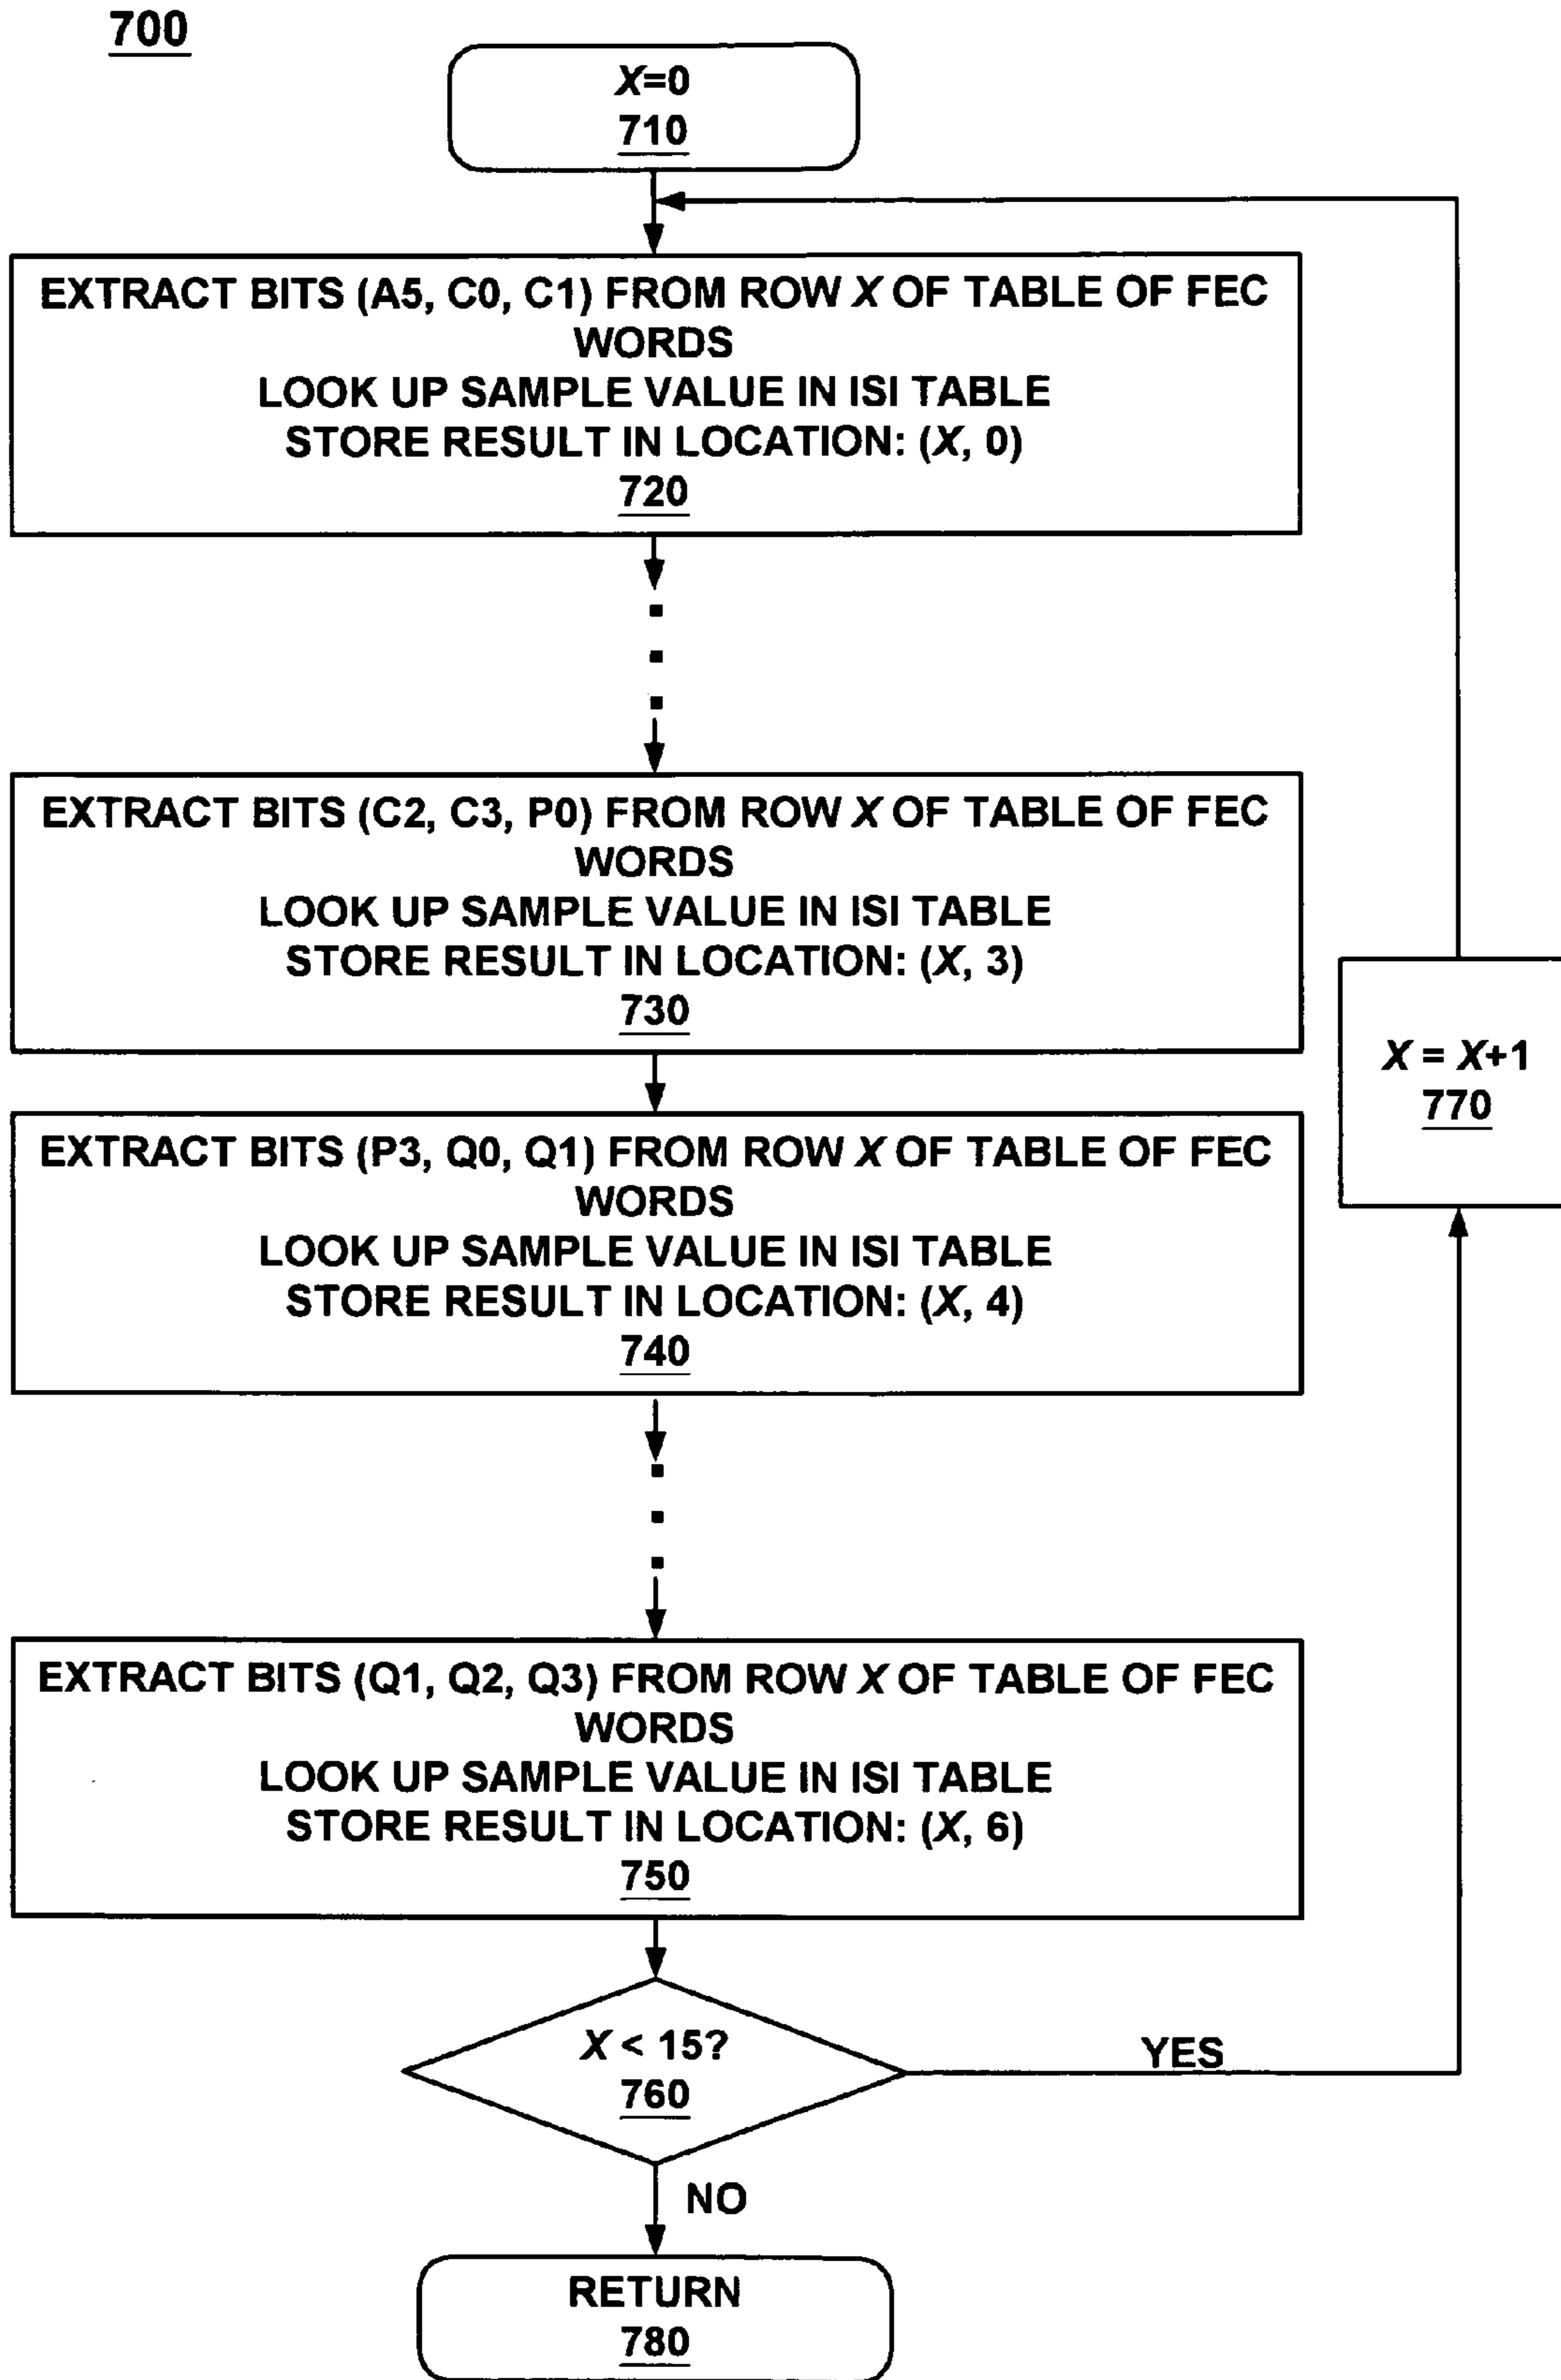 700
X=0
710
EXTRACT BITS (A5, C0, C1) FROM ROW X OF TABLE OF FEC
WORDS
LOOK UP SAMPLE VALUE IN ISI TABLE
STORE RESULT IN LOCATION: (X, 0)
720
EXTRACT BITS (C2, C3, P0) FROM ROW X OF TABLE OF FEC
WORDS
LOOK UP SAMPLE VALUE IN ISI TABLE
STORE RESULT IN LOCATION: (X, 3)
730
X = X+1
770
EXTRACT BITS (P3, Q0, Q1) FROM ROW X OF TABLE OF FEC
WORDS
LOOK UP SAMPLE VALUE IN ISI TABLE
STORE RESULT IN LOCATION: (X, 4)
740
EXTRACT BITS (Q1, Q2, Q3) FROM ROW X OF TABLE OF FEC
WORDS
LOOK UP SAMPLE VALUE IN ISI TABLE
STORE RESULT IN LOCATION: (X, 6)
750
X < 15?
760
YES
NO
RETURN
780